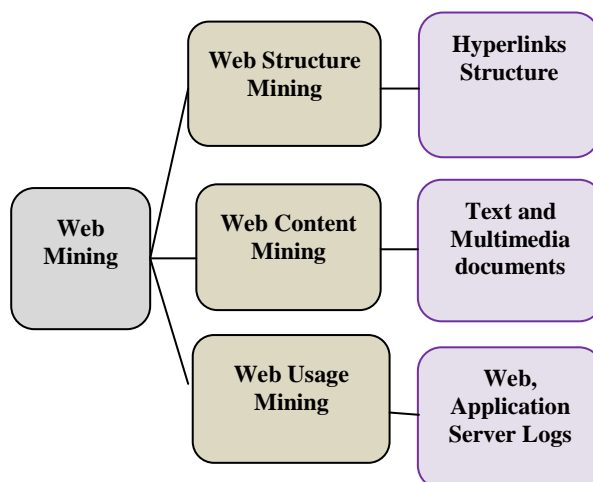 Web Structure
Mining
Hyperlinks
Structure
Web
Mining
Web Content
Mining
Text and
Multimedia
documents
Web Usage
Mining
Web,
Application
Server Logs